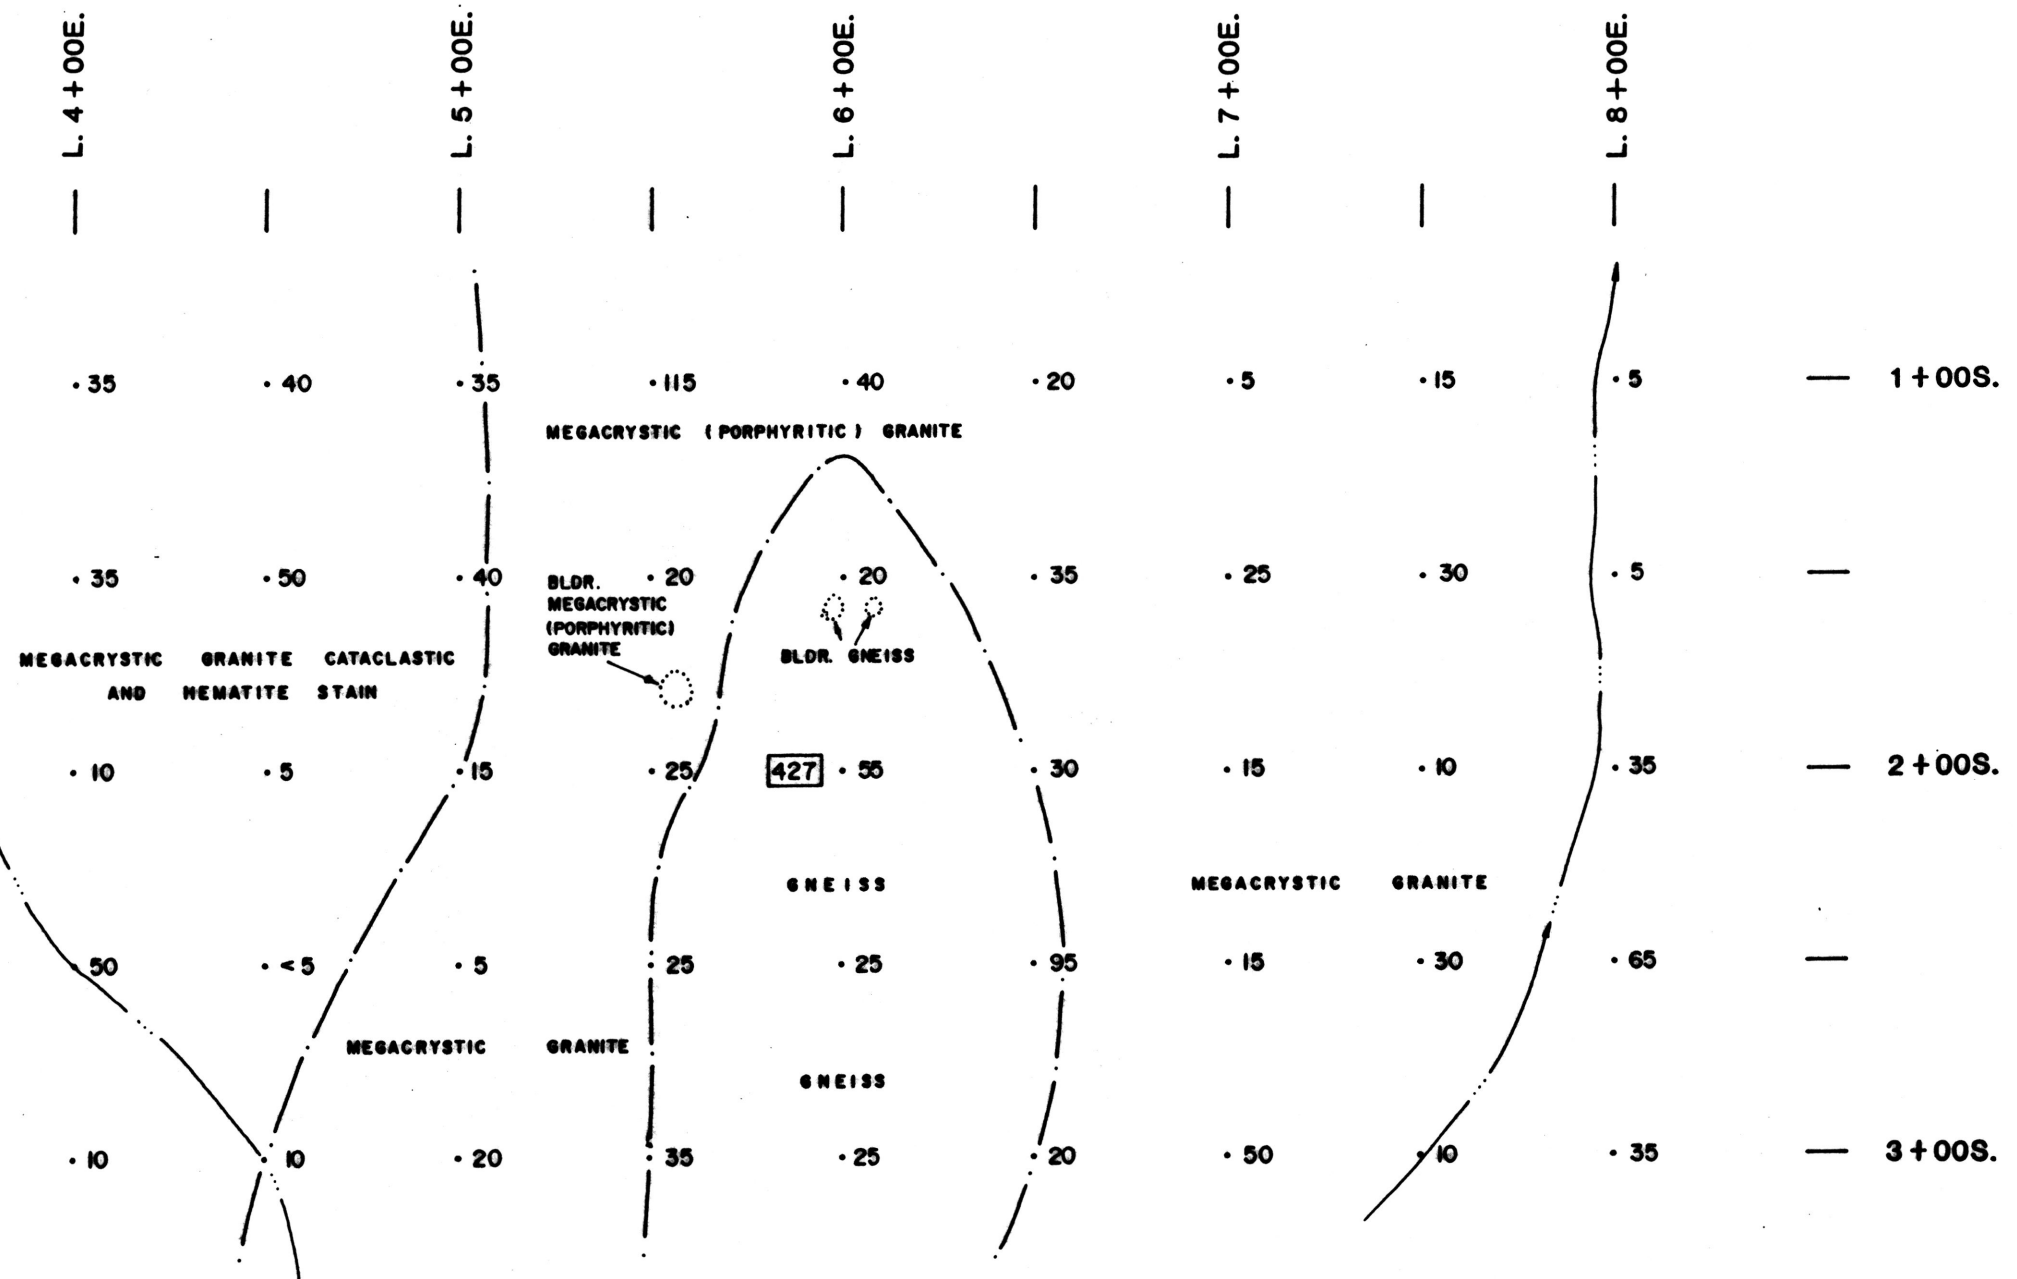 L. 4+00E. L. 5+00E. L. 6+00E. L. 7+00E. L. 8+00E.
35 40 35 115 40 20 5 15 5 1+00S.
MEGACRYSTIC (PORPHYRITIC) GRANITE
35 50 40 20 20 35 25 30 5
BLDR.
MEGACRYSTIC
(PORPHYRITIC)
GRANITE
BLDR. GNEISS
MEGACRYSTIC GRANITE CATACLASTIC
AND HEMATITE STAIN
10 5 15 25 427 55 30 15 10 35 2+00S.
GNEISS
MEGACRYSTIC GRANITE
50 <5 5 25 25 95 15 30 65
MEGACRYSTIC GRANITE
GNEISS
10 10 20 35 25 20 50 10 35 3+00S.